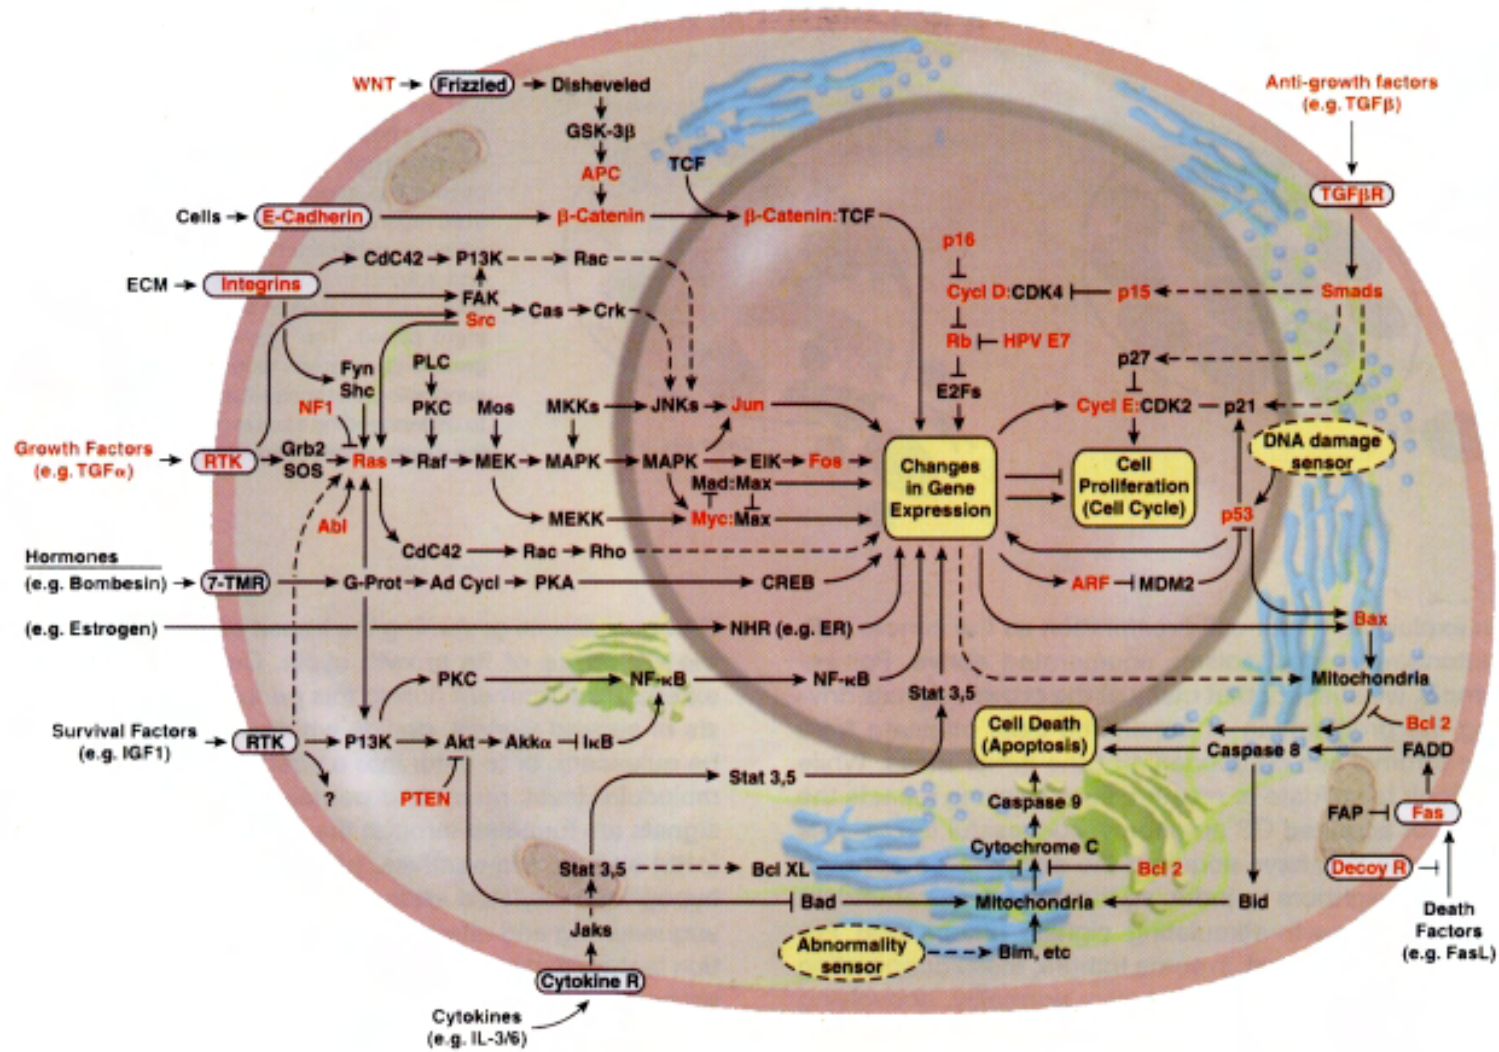 WNT
Frizzled
Disheveled
GSK-3β
APC
TCF
Cells
E-Cadherin
β-Catenin
β-Catenin:TCF
Anti-growth factors
(e.g. TGFβ)
TGFβR
p16
Cycl D:CDK4
p15
Smads
Rb
HPV E7
E2Fs
p27
Cycl E:CDK2
p21
ECM
Integrins
CdC42
P13K
Rac
FAK
Src
Cas
Crk
Fyn
Shc
PLC
NF1
PKC
Mos
MKKs
JNKs
Jun
Growth Factors
(e.g. TGFα)
RTK
Grb2
SOS
Ras
Raf
MEK
MAPK
MAPK
ElK
Fos
Mad:Max
Abl
MEKK
Myc:Max
Changes
in Gene
Expression
Cell
Proliferation
(Cell Cycle)
DNA damage
sensor
p53
CdC42
Rac
Rho
Hormones
(e.g. Bombesin)
7-TMR
G-Prot
Ad Cycl
PKA
CREB
ARF
MDM2
(e.g. Estrogen)
NHR (e.g. ER)
Bax
PKC
NF-κB
NF-κB
Stat 3,5
Mitochondria
Survival Factors
(e.g. IGF1)
RTK
P13K
Akt
Akkα
IκB
Cell Death
(Apoptosis)
Bcl 2
Caspase 8
FADD
?
PTEN
Stat 3,5
Caspase 9
FAP
Fas
Cytochrome C
Stat 3,5
Bcl XL
Bcl 2
Decoy R
Bad
Mitochondria
Bid
Death
Factors
(e.g. FasL)
Jaks
Abnormality
sensor
Bim, etc
Cytokine R
Cytokines
(e.g. IL-3/6)